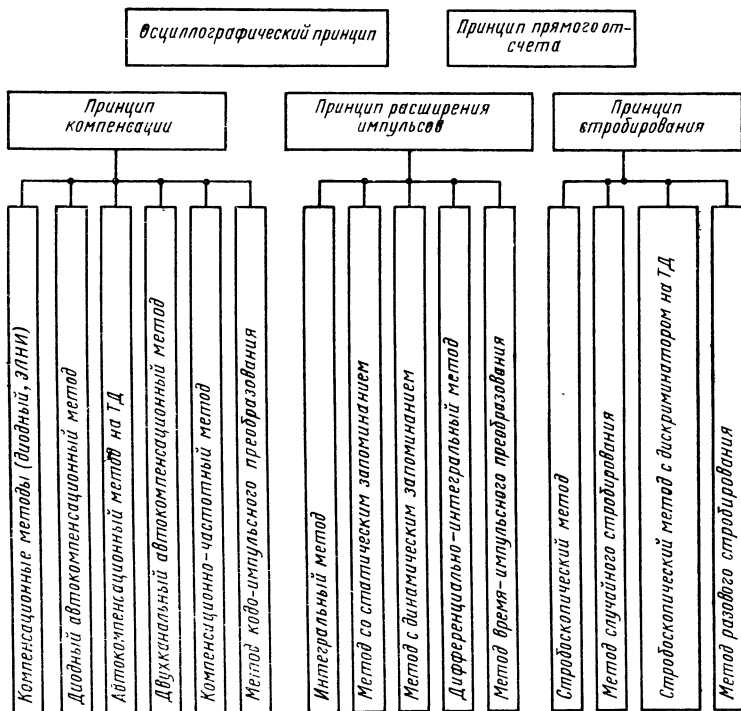 Осциллографический принцип
Принцип прямого от-
счета
Принцип
компенсации
Принцип расширения
импульсов
Принцип
стробирования
Компенсационные методы (диодный, ЭЛНИ)
Диодный автокомпенсационный метод
Автокомпенсационный метод на ТД
Двухканальный автокомпенсационный метод
Компенсационно-частотный метод
Метод кодо-импульсного преобразования
Интегральный метод
Метод со статическим запоминанием
Метод с динамическим запоминанием
Дифференциально-интегральный метод
Метод время-импульсного преобразования
Стробоскопический метод
Метод случайного стробирования
Стробоскопический метод с дискриминатором на ТД
Метод разового стробирования